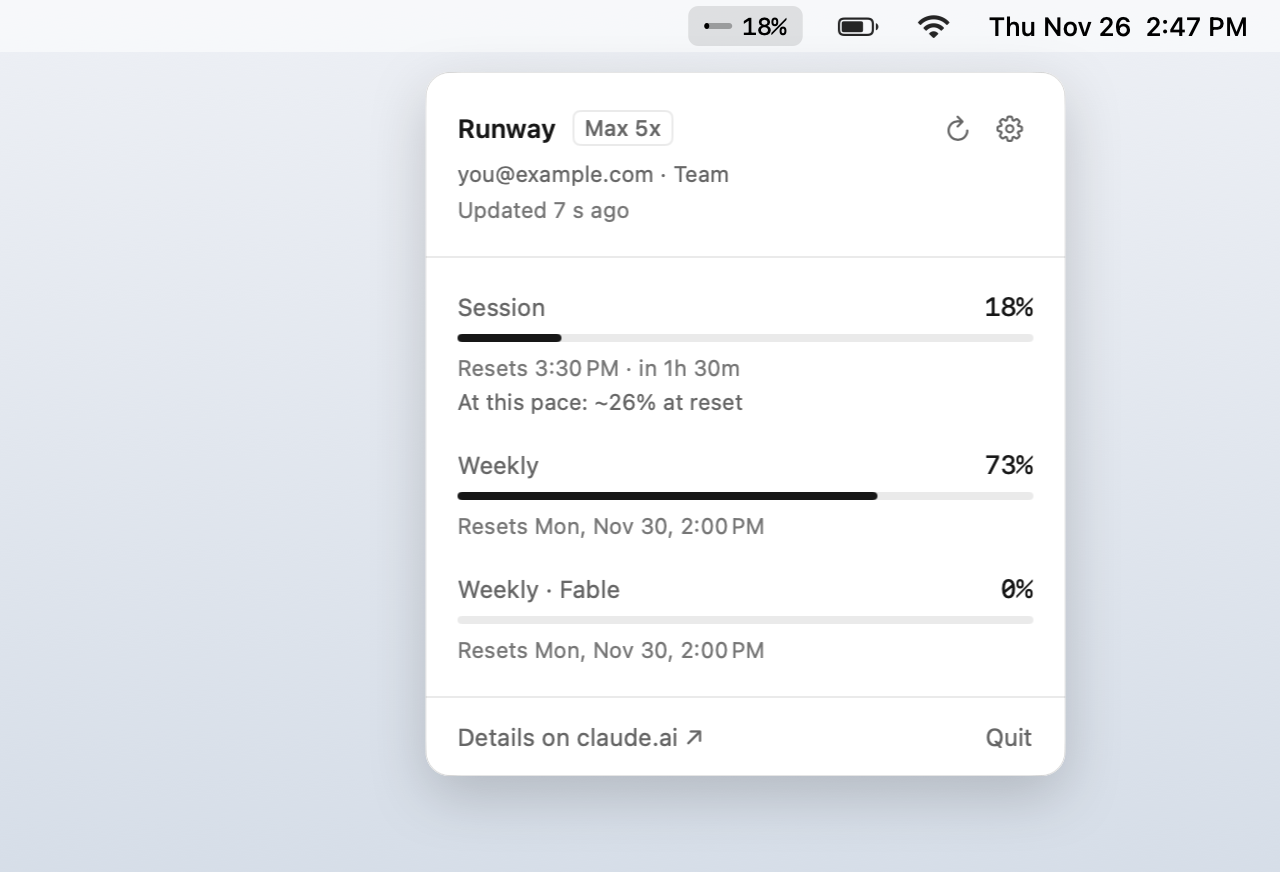 18% Thu Nov 26 2:47 PM
Runway Max 5x
you@example.com · Team
Updated 7 s ago
Session 18%
Resets 3:30 PM · in 1h 30m
At this pace: ~26% at reset
Weekly 73%
Resets Mon, Nov 30, 2:00 PM
Weekly · Fable 0%
Resets Mon, Nov 30, 2:00 PM
Details on claude.ai ↗ Quit